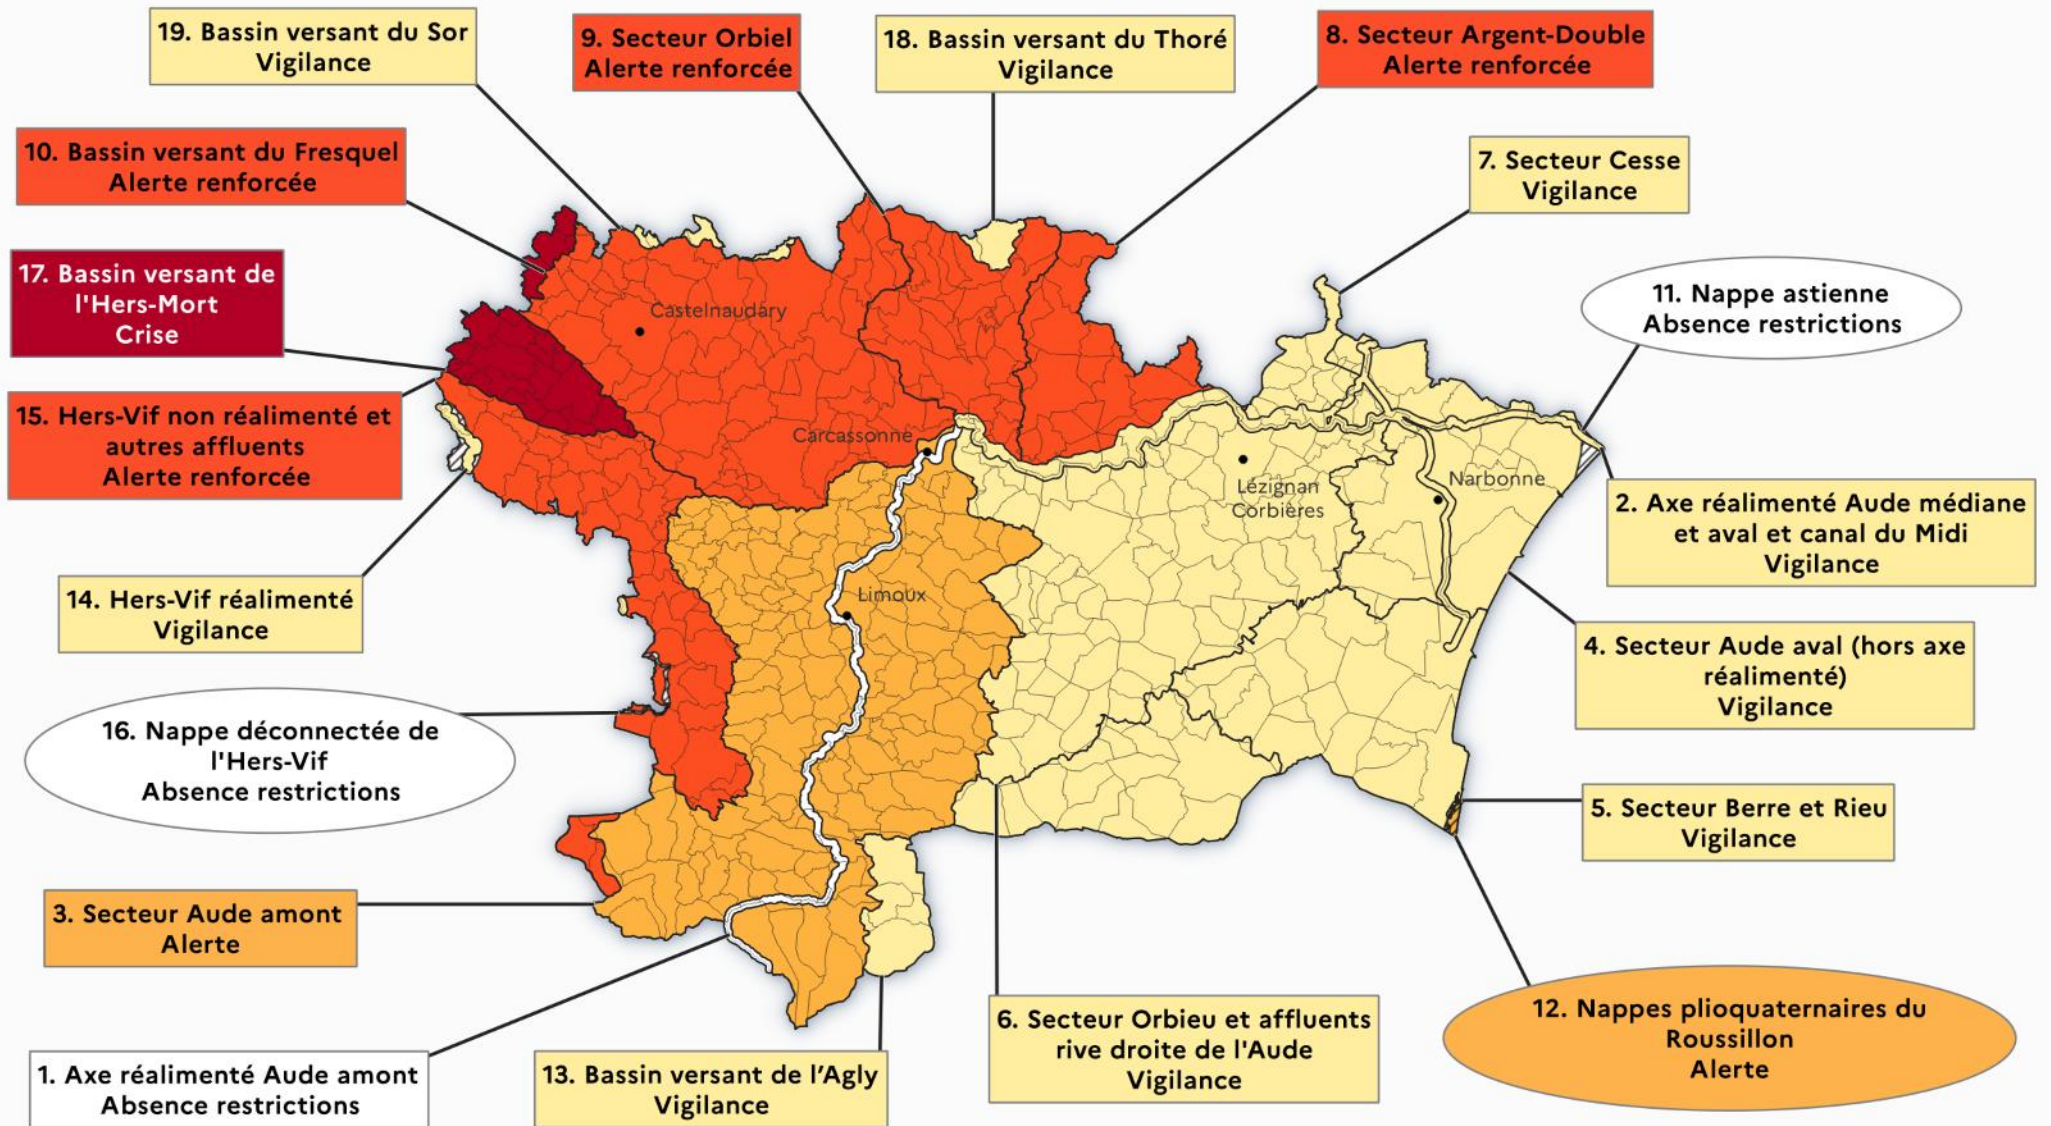 19. Bassin versant du Sor
Vigilance
9. Secteur Orbiel
Alerte renforcée
18. Bassin versant du Thoré
Vigilance
8. Secteur Argent-Double
Alerte renforcée
10. Bassin versant du Fresquel
Alerte renforcée
7. Secteur Cesse
Vigilance
17. Bassin versant de
l'Hers-Mort
Crise
11. Nappe astienne
Absence restrictions
Castelnaudary
15. Hers-Vif non réalimenté et
autres affluents
Alerte renforcée
Carcassonne
Lézignan
Corbières
Narbonne
2. Axe réalimenté Aude médiane
et aval et canal du Midi
Vigilance
14. Hers-Vif réalimenté
Vigilance
Limoux
4. Secteur Aude aval (hors axe
réalimenté)
Vigilance
16. Nappe déconnectée de
l'Hers-Vif
Absence restrictions
5. Secteur Berre et Rieu
Vigilance
3. Secteur Aude amont
Alerte
1. Axe réalimenté Aude amont
Absence restrictions
13. Bassin versant de l’Agly
Vigilance
6. Secteur Orbieu et affluents
rive droite de l'Aude
Vigilance
12. Nappes plioquaternaires du
Roussillon
Alerte